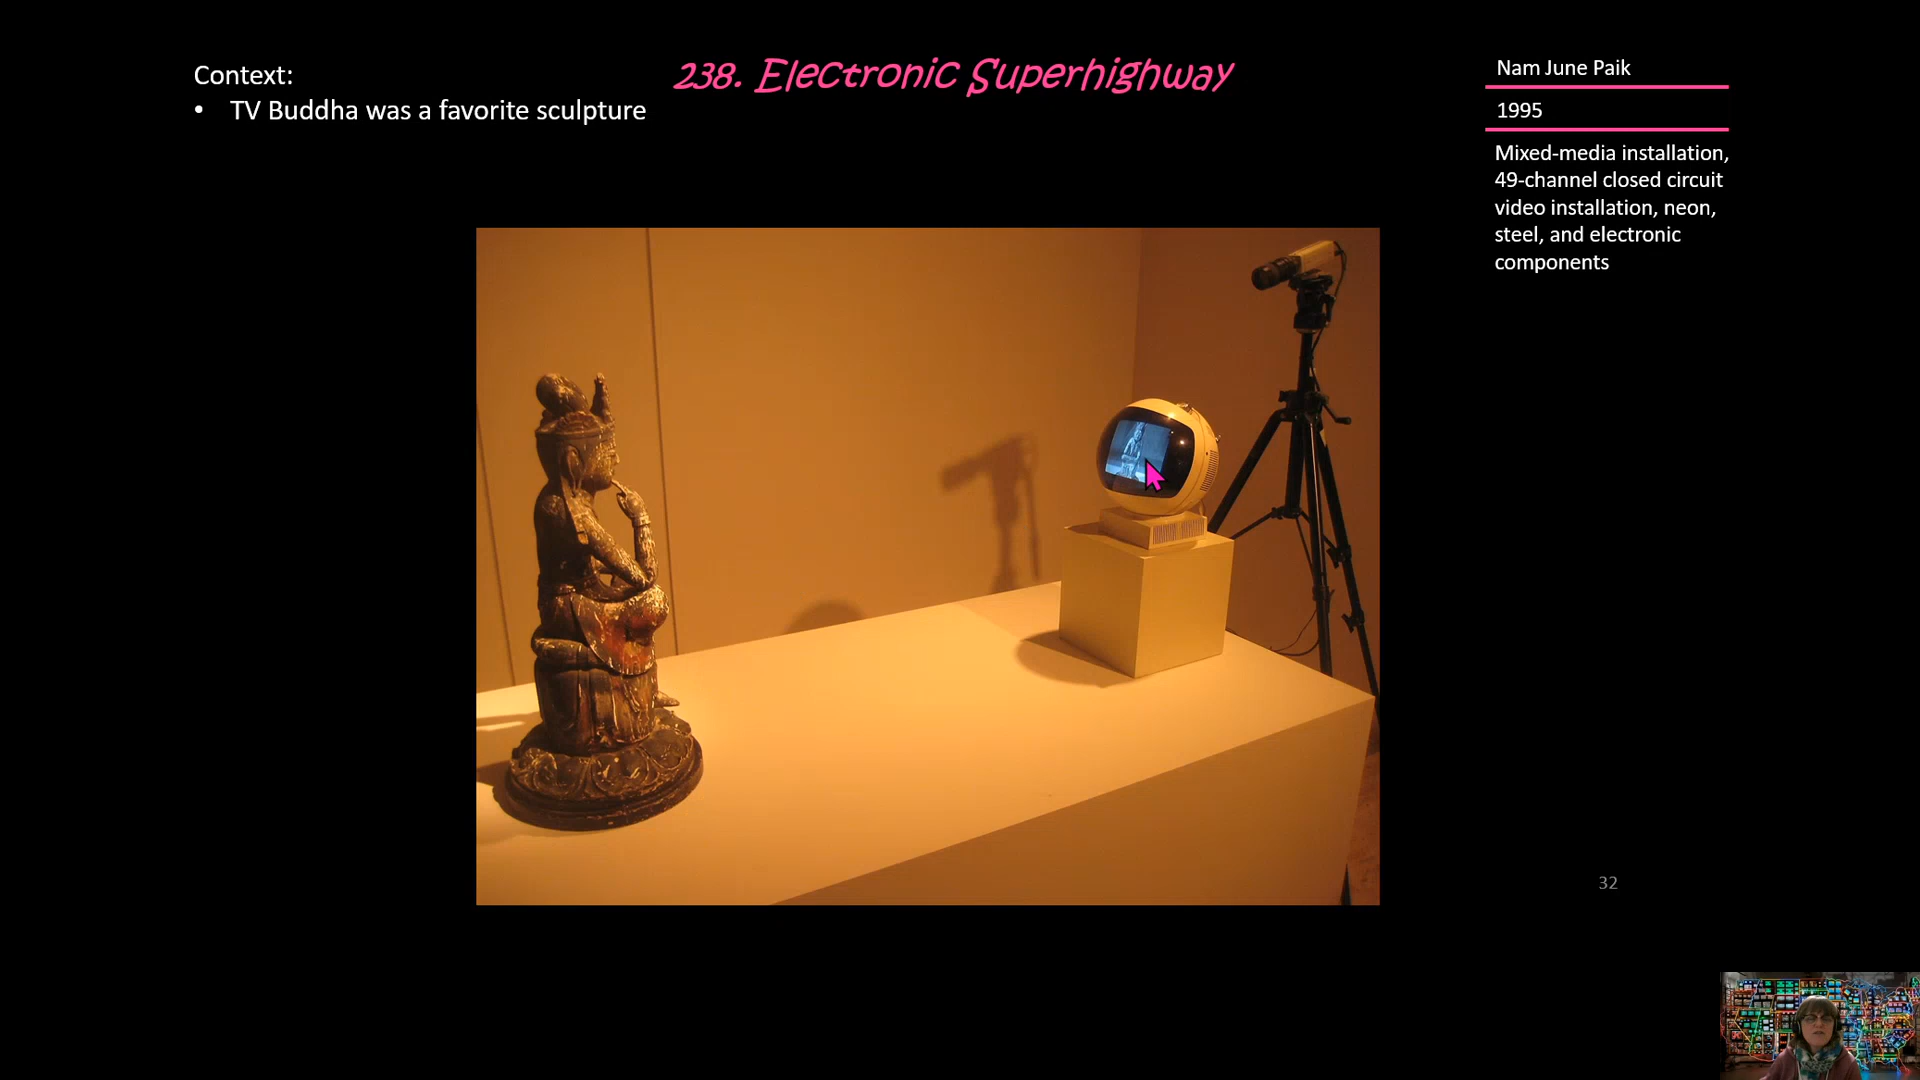 Context:
• TV Buddha was a favorite sculpture
238. Electronic Superhighway
Nam June Paik
1995
Mixed-media installation,
49-channel closed circuit
video installation, neon,
steel, and electronic
components
32